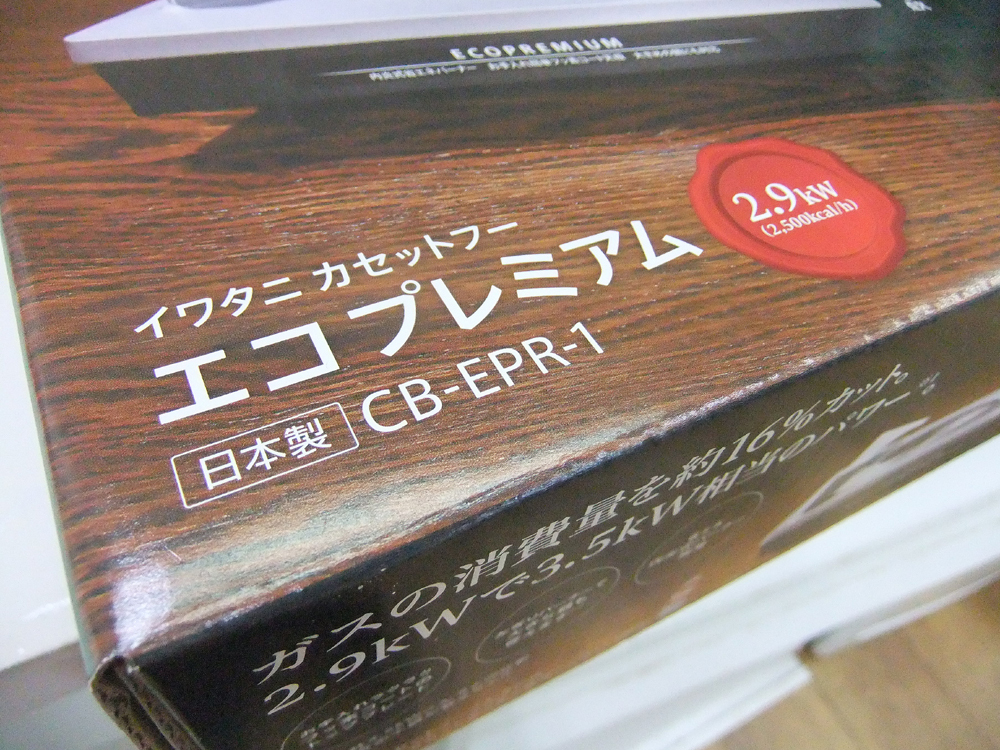 ECOPREMIUM
2.9kW
(2,500kcal/h)
イワタニ カセットフー
エコプレミアム
日本製 CB-EPR-1
ガスの消費量を約16%カット。
2.9kWで3.5kW相当のパワー